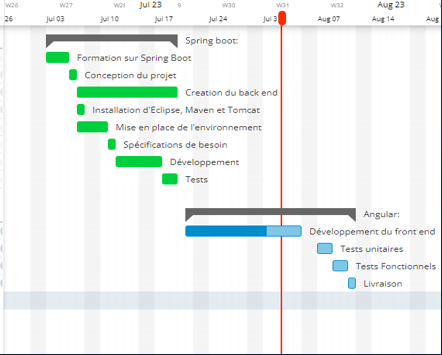 W26 W27 W28 Jul 23 9 W30 W31 W32 Aug 23
26 Jul 03 Jul 10 Jul 17 Jul 24 Jul 3 Aug 07 Aug 14 Aug
Spring boot:
Formation sur Spring Boot
Conception du projet
Creation du back end
Installation d'Eclipse, Maven et Tomcat
Mise en place de l'environnement
Spécifications de besoin
Développement
Tests
Angular:
Développement du front end
Tests unitaires
Tests Fonctionnels
Livraison